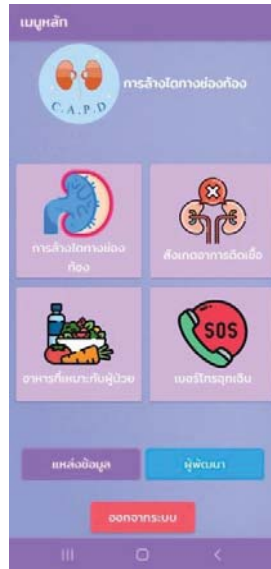 เมนูหลัก
C.A.P.D
การล้างไตทางช่องท้อง
การล้างไตทางช่อง
ท้อง
สังเกตอาการติดเชื้อ
อาหารที่เหมาะกับผู้ป่วย
SOS
เบอร์โทรฉุกเฉิน
แหล่งข้อมูล
ผู้พัฒนา
ออกจากระบบ